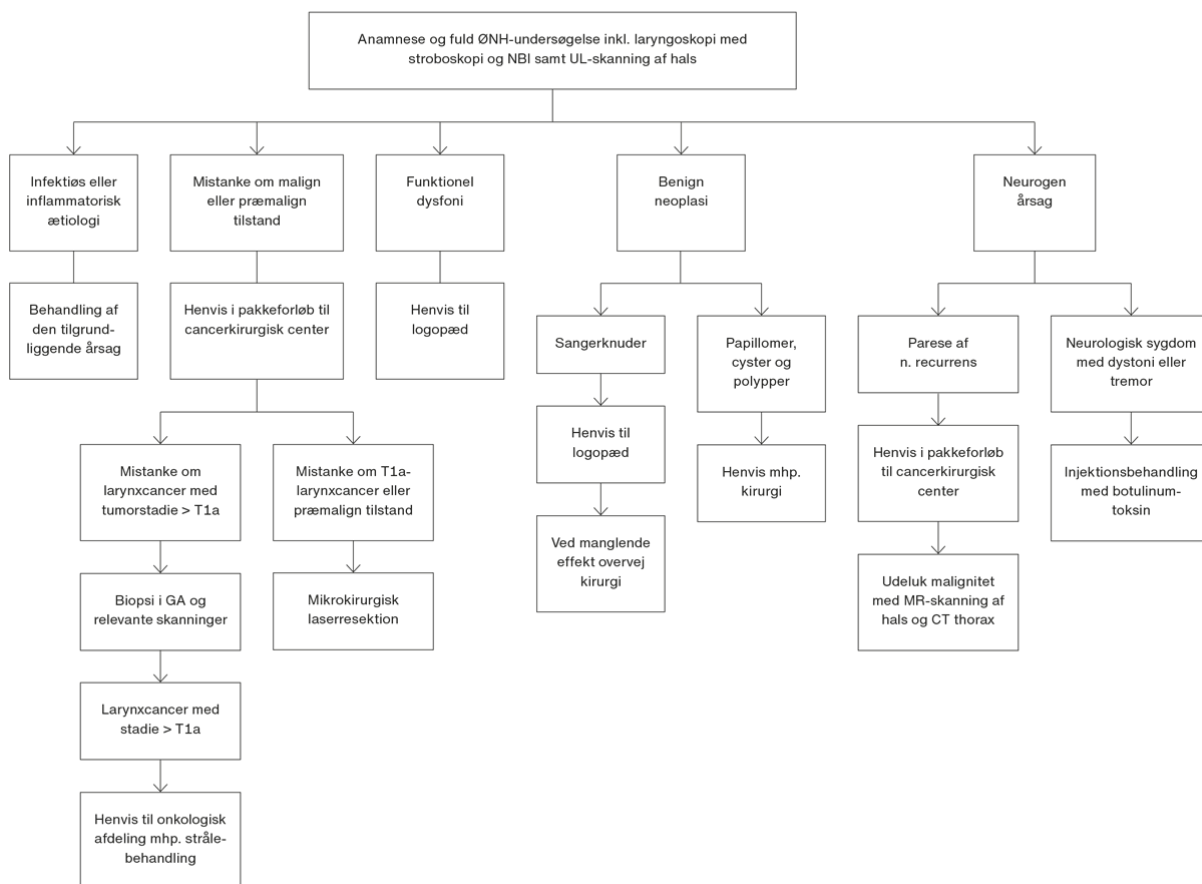 Anamnese og fuld ØNH-undersøgelse inkl. laryngoskopi med
stroboskopi og NBI samt UL-skanning af hals
Infektiøs eller
inflammatorisk
ætiologi
Mistanke om malign
eller præmalign
tilstand
Funktionel
dysfoni
Benign
neoplasi
Neurogen
årsag
Behandling af
den tilgrund-
liggende årsag
Henvis i pakkeforløb til
cancerkirurgisk center
Henvis til
logopæd
Sangerknuder
Papillomer,
cyster og
polypper
Parese af
n. recurrens
Neurologisk sygdom
med dystoni eller
tremor
Mistanke om
larynxcancer med
tumorstadie > T1a
Mistanke om T1a-
larynxcancer eller
præmalign tilstand
Henvis til
logopæd
Henvis mhp.
kirurgi
Henvis i pakkeforløb
til cancerkirurgisk
center
Injektionsbehandling
med botulinum-
toksin
Biopsi i GA og
relevante skanninger
Mikrokirurgisk
laserresektion
Ved manglende
effekt overvej
kirurgi
Udeluk malignitet
med MR-skanning af
hals og CT thorax
Larynxcancer med
stadie > T1a
Henvis til onkologisk
afdeling mhp. stråle-
behandling